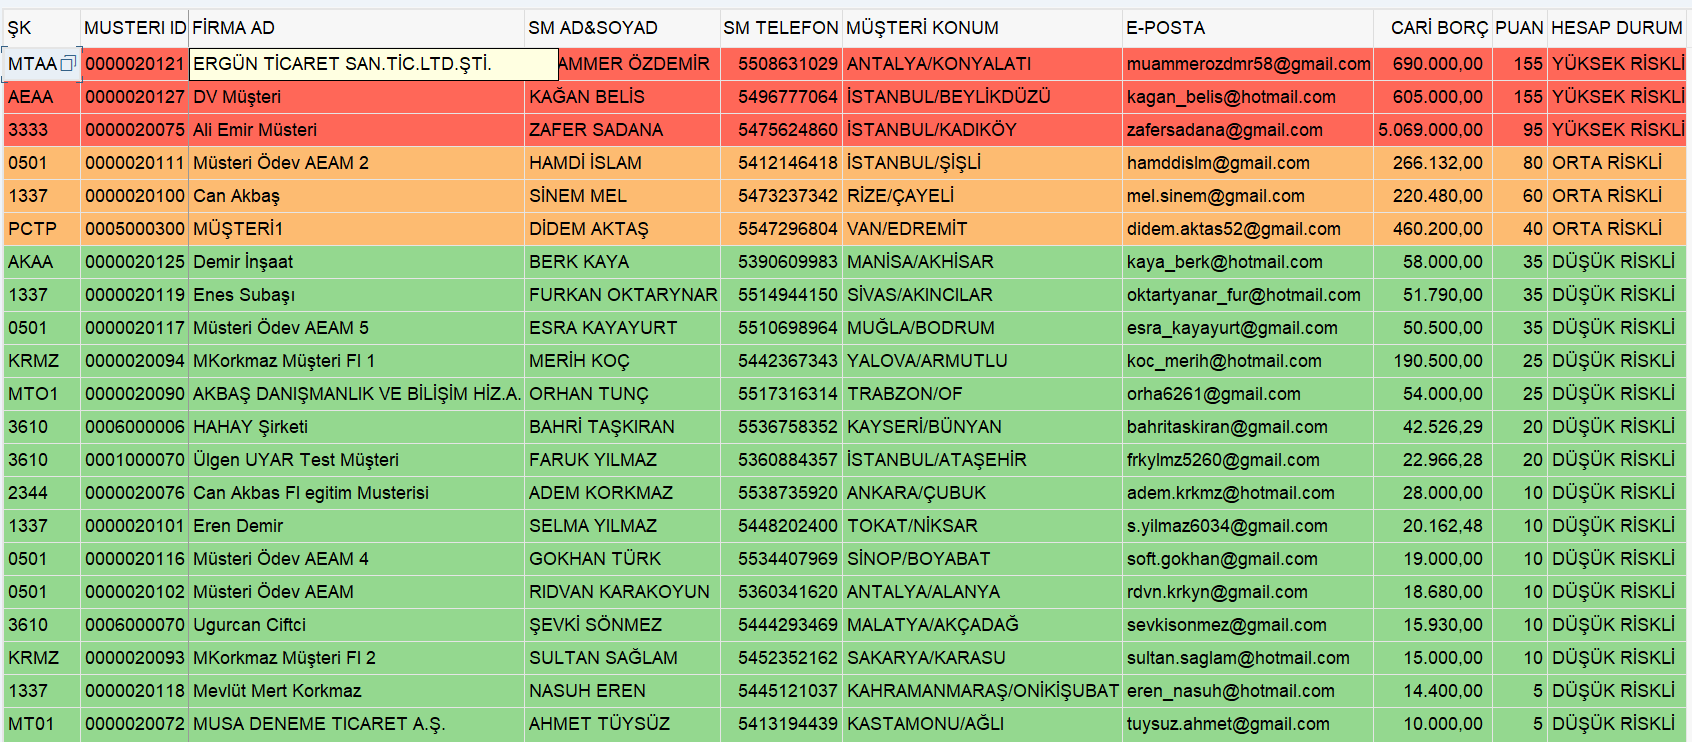 ŞK MUSTERI ID FİRMA AD SM AD&SOYAD SM TELEFON MÜŞTERİ KONUM E-POSTA CARİ BORÇ PUAN HESAP DURUM
MTAA 0000020121 ERGÜN TİCARET SAN.TİC.LTD.ŞTİ. AMMER ÖZDEMİR 5508631029 ANTALYA/KONYALATI muammerozdmr58@gmail.com 690.000,00 155 YÜKSEK RİSKLİ
AEAA 0000020127 DV Müşteri KAĞAN BELİS 5496777064 İSTANBUL/BEYLİKDÜZÜ kagan_belis@hotmail.com 605.000,00 155 YÜKSEK RİSKLİ
3333 0000020075 Ali Emir Müsteri ZAFER SADANA 5475624860 İSTANBUL/KADIKÖY zafersadana@gmail.com 5.069.000,00 95 YÜKSEK RİSKLİ
0501 0000020111 Müsteri Ödev AEAM 2 HAMDİ İSLAM 5412146418 İSTANBUL/ŞİŞLİ hamddislm@gmail.com 266.132,00 80 ORTA RİSKLİ
1337 0000020100 Can Akbaş SİNEM MEL 5473237342 RİZE/ÇAYELİ mel.sinem@gmail.com 220.480,00 60 ORTA RİSKLİ
PCTP 0005000300 MÜŞTERİ1 DİDEM AKTAŞ 5547296804 VAN/EDREMİT didem.aktas52@gmail.com 460.200,00 40 ORTA RİSKLİ
AKAA 0000020125 Demir İnşaat BERK KAYA 5390609983 MANİSA/AKHİSAR kaya_berk@hotmail.com 58.000,00 35 DÜŞÜK RİSKLİ
1337 0000020119 Enes Subaşı FURKAN OKTARYNAR 5514944150 SİVAS/AKINCILAR oktartyanar_fur@hotmail.com 51.790,00 35 DÜŞÜK RİSKLİ
0501 0000020117 Müsteri Ödev AEAM 5 ESRA KAYAYURT 5510698964 MUĞLA/BODRUM esra_kayayurt@gmail.com 50.500,00 35 DÜŞÜK RİSKLİ
KRMZ 0000020094 MKorkmaz Müşteri FI 1 MERİH KOÇ 5442367343 YALOVA/ARMUTLU koc_merih@hotmail.com 190.500,00 25 DÜŞÜK RİSKLİ
MTO1 0000020090 AKBAŞ DANIŞMANLIK VE BİLİŞİM HİZ.A. ORHAN TUNÇ 5517316314 TRABZON/OF orha6261@gmail.com 54.000,00 25 DÜŞÜK RİSKLİ
3610 0006000006 HAHAY Şirketi BAHRİ TAŞKIRAN 5536758352 KAYSERİ/BÜNYAN bahritaskiran@gmail.com 42.526,29 20 DÜŞÜK RİSKLİ
3610 0001000070 Ülgen UYAR Test Müşteri FARUK YILMAZ 5360884357 İSTANBUL/ATAŞEHİR frkylmz5260@gmail.com 22.966,28 20 DÜŞÜK RİSKLİ
2344 0000020076 Can Akbas FI egitim Musterisi ADEM KORKMAZ 5538735920 ANKARA/ÇUBUK adem.krkmz@hotmail.com 28.000,00 10 DÜŞÜK RİSKLİ
1337 0000020101 Eren Demir SELMA YILMAZ 5448202400 TOKAT/NİKSAR s.yilmaz6034@gmail.com 20.162,48 10 DÜŞÜK RİSKLİ
0501 0000020116 Müsteri Ödev AEAM 4 GOKHAN TÜRK 5534407969 SİNOP/BOYABAT soft.gokhan@gmail.com 19.000,00 10 DÜŞÜK RİSKLİ
0501 0000020102 Müsteri Ödev AEAM RIDVAN KARAKOYUN 5360341620 ANTALYA/ALANYA rdvn.krkyn@gmail.com 18.680,00 10 DÜŞÜK RİSKLİ
3610 0006000070 Ugurcan Ciftci ŞEVKİ SÖNMEZ 5444293469 MALATYA/AKÇADAĞ sevkisonmez@gmail.com 15.930,00 10 DÜŞÜK RİSKLİ
KRMZ 0000020093 MKorkmaz Müşteri FI 2 SULTAN SAĞLAM 5452352162 SAKARYA/KARASU sultan.saglam@hotmail.com 15.000,00 10 DÜŞÜK RİSKLİ
1337 0000020118 Mevlüt Mert Korkmaz NASUH EREN 5445121037 KAHRAMANMARAŞ/ONİKİŞUBAT eren_nasuh@hotmail.com 14.400,00 5 DÜŞÜK RİSKLİ
MT01 0000020072 MUSA DENEME TICARET A.Ş. AHMET TÜYSÜZ 5413194439 KASTAMONU/AĞLI tuysuz.ahmet@gmail.com 10.000,00 5 DÜŞÜK RİSKLİ